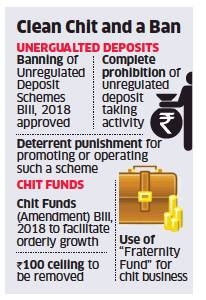 Clean Chit and a Ban
UNERGUALTED DEPOSITS
Banning of
Unregulated
Deposit
Schemes
Bill, 2018
approved
Complete
prohibition of
unregulated
deposit
taking
activity
₹
Deterrent punishment for
promoting or operating
such a scheme
CHIT FUNDS
Chit Funds
(Amendment) Bill,
2018 to facilitate
orderly growth
₹100 ceiling to
be removed
Use of
"Fraternity
Fund" for
chit business